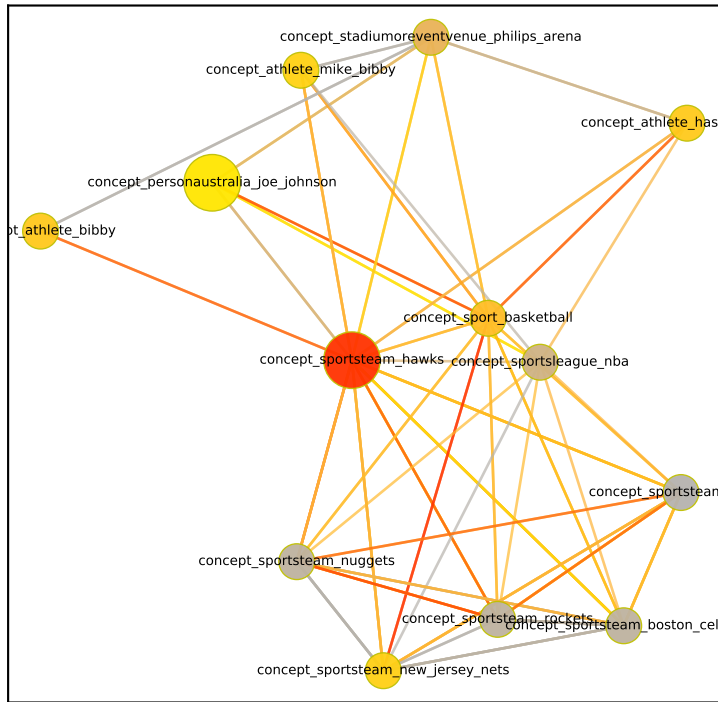 concept_stadiumoreventvenue_philips_arena
concept_athlete_mike_bibby
concept_athlete_has
concept_personaustralia_joe_johnson
pt_athlete_bibby
concept_sport_basketball
concept_sportsteam_hawks
concept_sportsleague_nba
concept_sportsteam
concept_sportsteam_nuggets
concept_sportsteam_rockets
concept_sportsteam_boston_cel
concept_sportsteam_new_jersey_nets